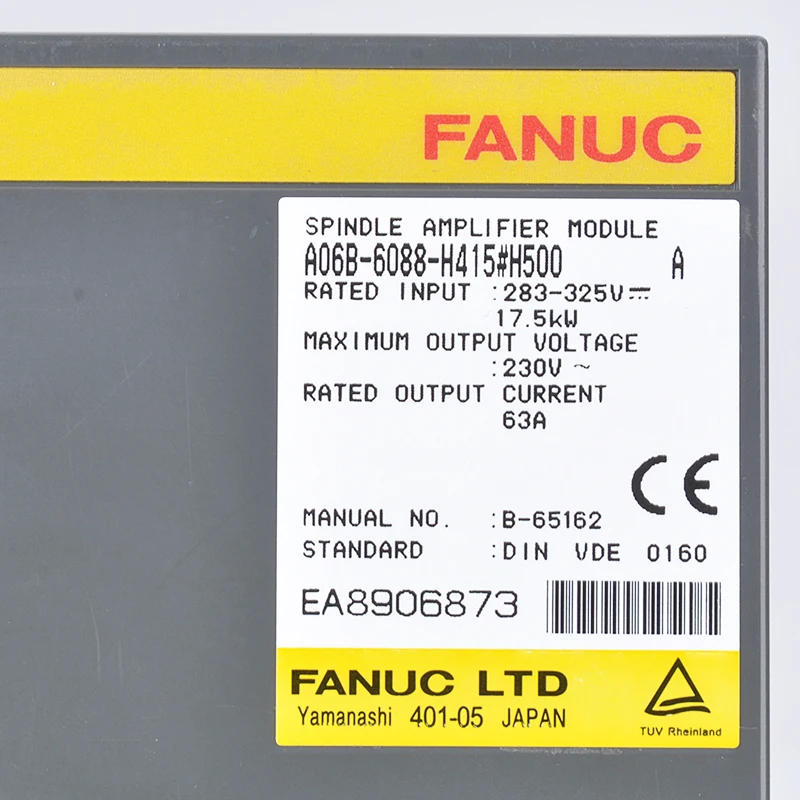 FANUC
SPINDLE AMPLIFIER MODULE
A06B-6088-H415#H500 A
RATED INPUT :283-325V⎓
17.5kW
MAXIMUM OUTPUT VOLTAGE
:230V ~
RATED OUTPUT CURRENT
63A
CE
MANUAL NO. :B-65162
STANDARD :DIN VDE 0160
EA8906873
FANUC LTD
Yamanashi 401-05 JAPAN
TUV Rheinland